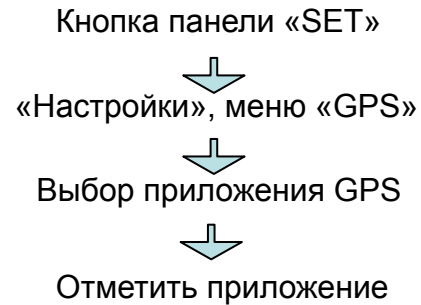 Кнопка панели «SET»
«Настройки», меню «GPS»
Выбор приложения GPS
Отметить приложение